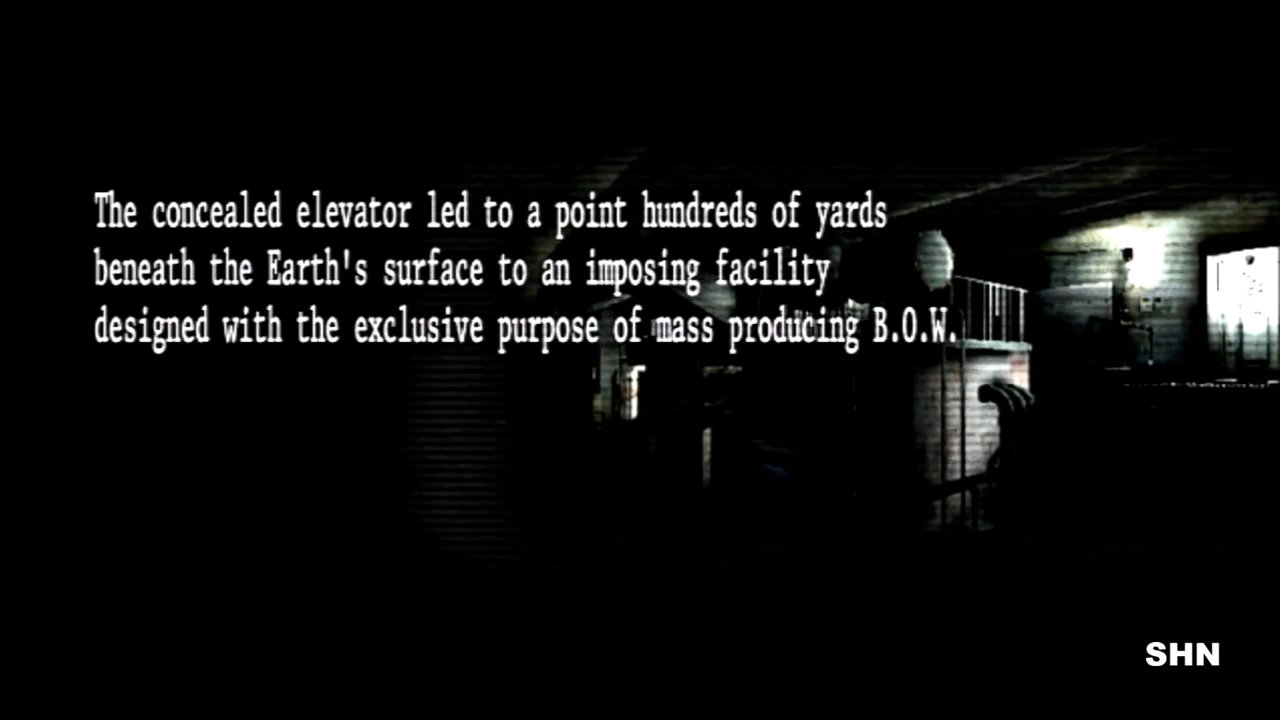 The concealed elevator led to a point hundreds of yards
beneath the Earth's surface to an imposing facility
designed with the exclusive purpose of mass producing B.O.W.
SHN